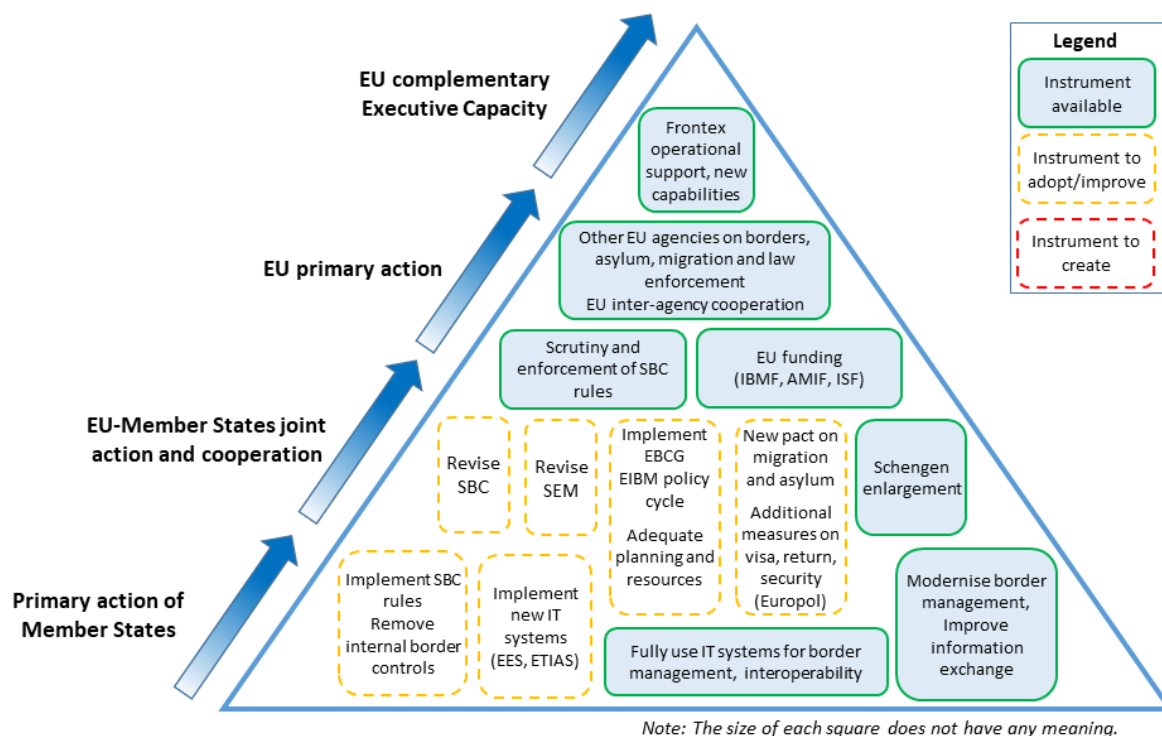 EU complementary
Executive Capacity
EU primary action
EU-Member States joint
action and cooperation
Primary action of
Member States
Frontex
operational
support, new
capabilities
Other EU agencies on borders,
asylum, migration and law
enforcement
EU inter-agency cooperation
Scrutiny and
enforcement of SBC
rules
EU funding
(IBMF, AMIF, ISF)
Revise
SBC
Revise
SEM
Implement
EBCG
EIBM policy
cycle
Adequate
planning and
resources
New pact on
migration
and asylum
Additional
measures on
visa, return,
security
(Europol)
Schengen
enlargement
Implement SBC
rules
Remove
internal border
controls
Implement
new IT
systems
(EES, ETIAS)
Fully use IT systems for border
management, interoperability
Modernise border
management,
Improve
information
exchange
Legend
Instrument
available
Instrument to
adopt/improve
Instrument to
create
Note: The size of each square does not have any meaning.